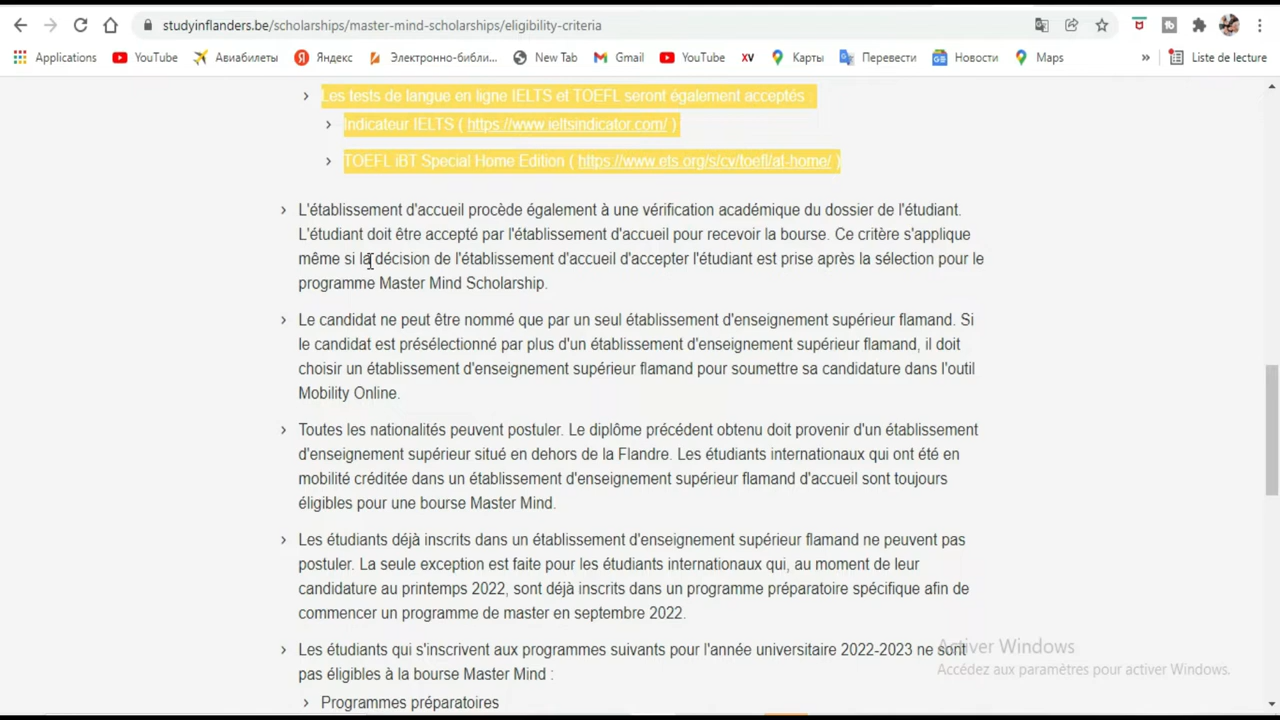 studyinflanders.be/scholarships/master-mind-scholarships/eligibility-criteria
Applications YouTube Авиабилеты Яндекс Электронно-библи... New Tab Gmail YouTube XV Карты Перевести Новости Maps » Liste de lecture
Les tests de langue en ligne IELTS et TOEFL seront également acceptés :
Indicateur IELTS ( https://www.ieltsindicator.com/ )
TOEFL iBT Special Home Edition ( https://www.ets.org/s/cv/toefl/at-home/ )
L'établissement d'accueil procède également à une vérification académique du dossier de l'étudiant.
L'étudiant doit être accepté par l'établissement d'accueil pour recevoir la bourse. Ce critère s'applique
même si la décision de l'établissement d'accueil d'accepter l'étudiant est prise après la sélection pour le
programme Master Mind Scholarship.
Le candidat ne peut être nommé que par un seul établissement d'enseignement supérieur flamand. Si
le candidat est présélectionné par plus d'un établissement d'enseignement supérieur flamand, il doit
choisir un établissement d'enseignement supérieur flamand pour soumettre sa candidature dans l'outil
Mobility Online.
Toutes les nationalités peuvent postuler. Le diplôme précédent obtenu doit provenir d'un établissement
d'enseignement supérieur situé en dehors de la Flandre. Les étudiants internationaux qui ont été en
mobilité créditée dans un établissement d'enseignement supérieur flamand d'accueil sont toujours
éligibles pour une bourse Master Mind.
Les étudiants déjà inscrits dans un établissement d'enseignement supérieur flamand ne peuvent pas
postuler. La seule exception est faite pour les étudiants internationaux qui, au moment de leur
candidature au printemps 2022, sont déjà inscrits dans un programme préparatoire spécifique afin de
commencer un programme de master en septembre 2022.
Les étudiants qui s'inscrivent aux programmes suivants pour l'année universitaire 2022-2023 ne sont
pas éligibles à la bourse Master Mind :
Programmes préparatoires
Activer Windows
Accédez aux paramètres pour activer Windows.